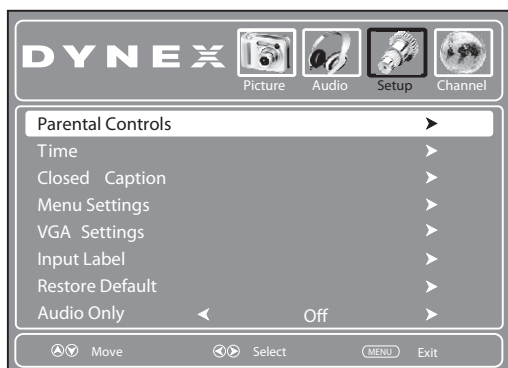 DYNEX
Picture Audio Setup Channel
Parental Controls
Time
Closed Caption
Menu Settings
VGA Settings
Input Label
Restore Default
Audio Only Off
Move Select MENU Exit